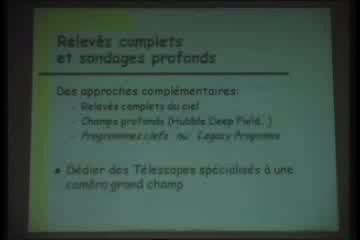 Relevés complets
et sondages profonds
Des approches complémentaires:
- Relevés complets du ciel
- Champs profonds (Hubble Deep Field...)
- Programmes clefs ou Legacy Programs
• Dédier des Télescopes spécialisés à une
caméra grand champ